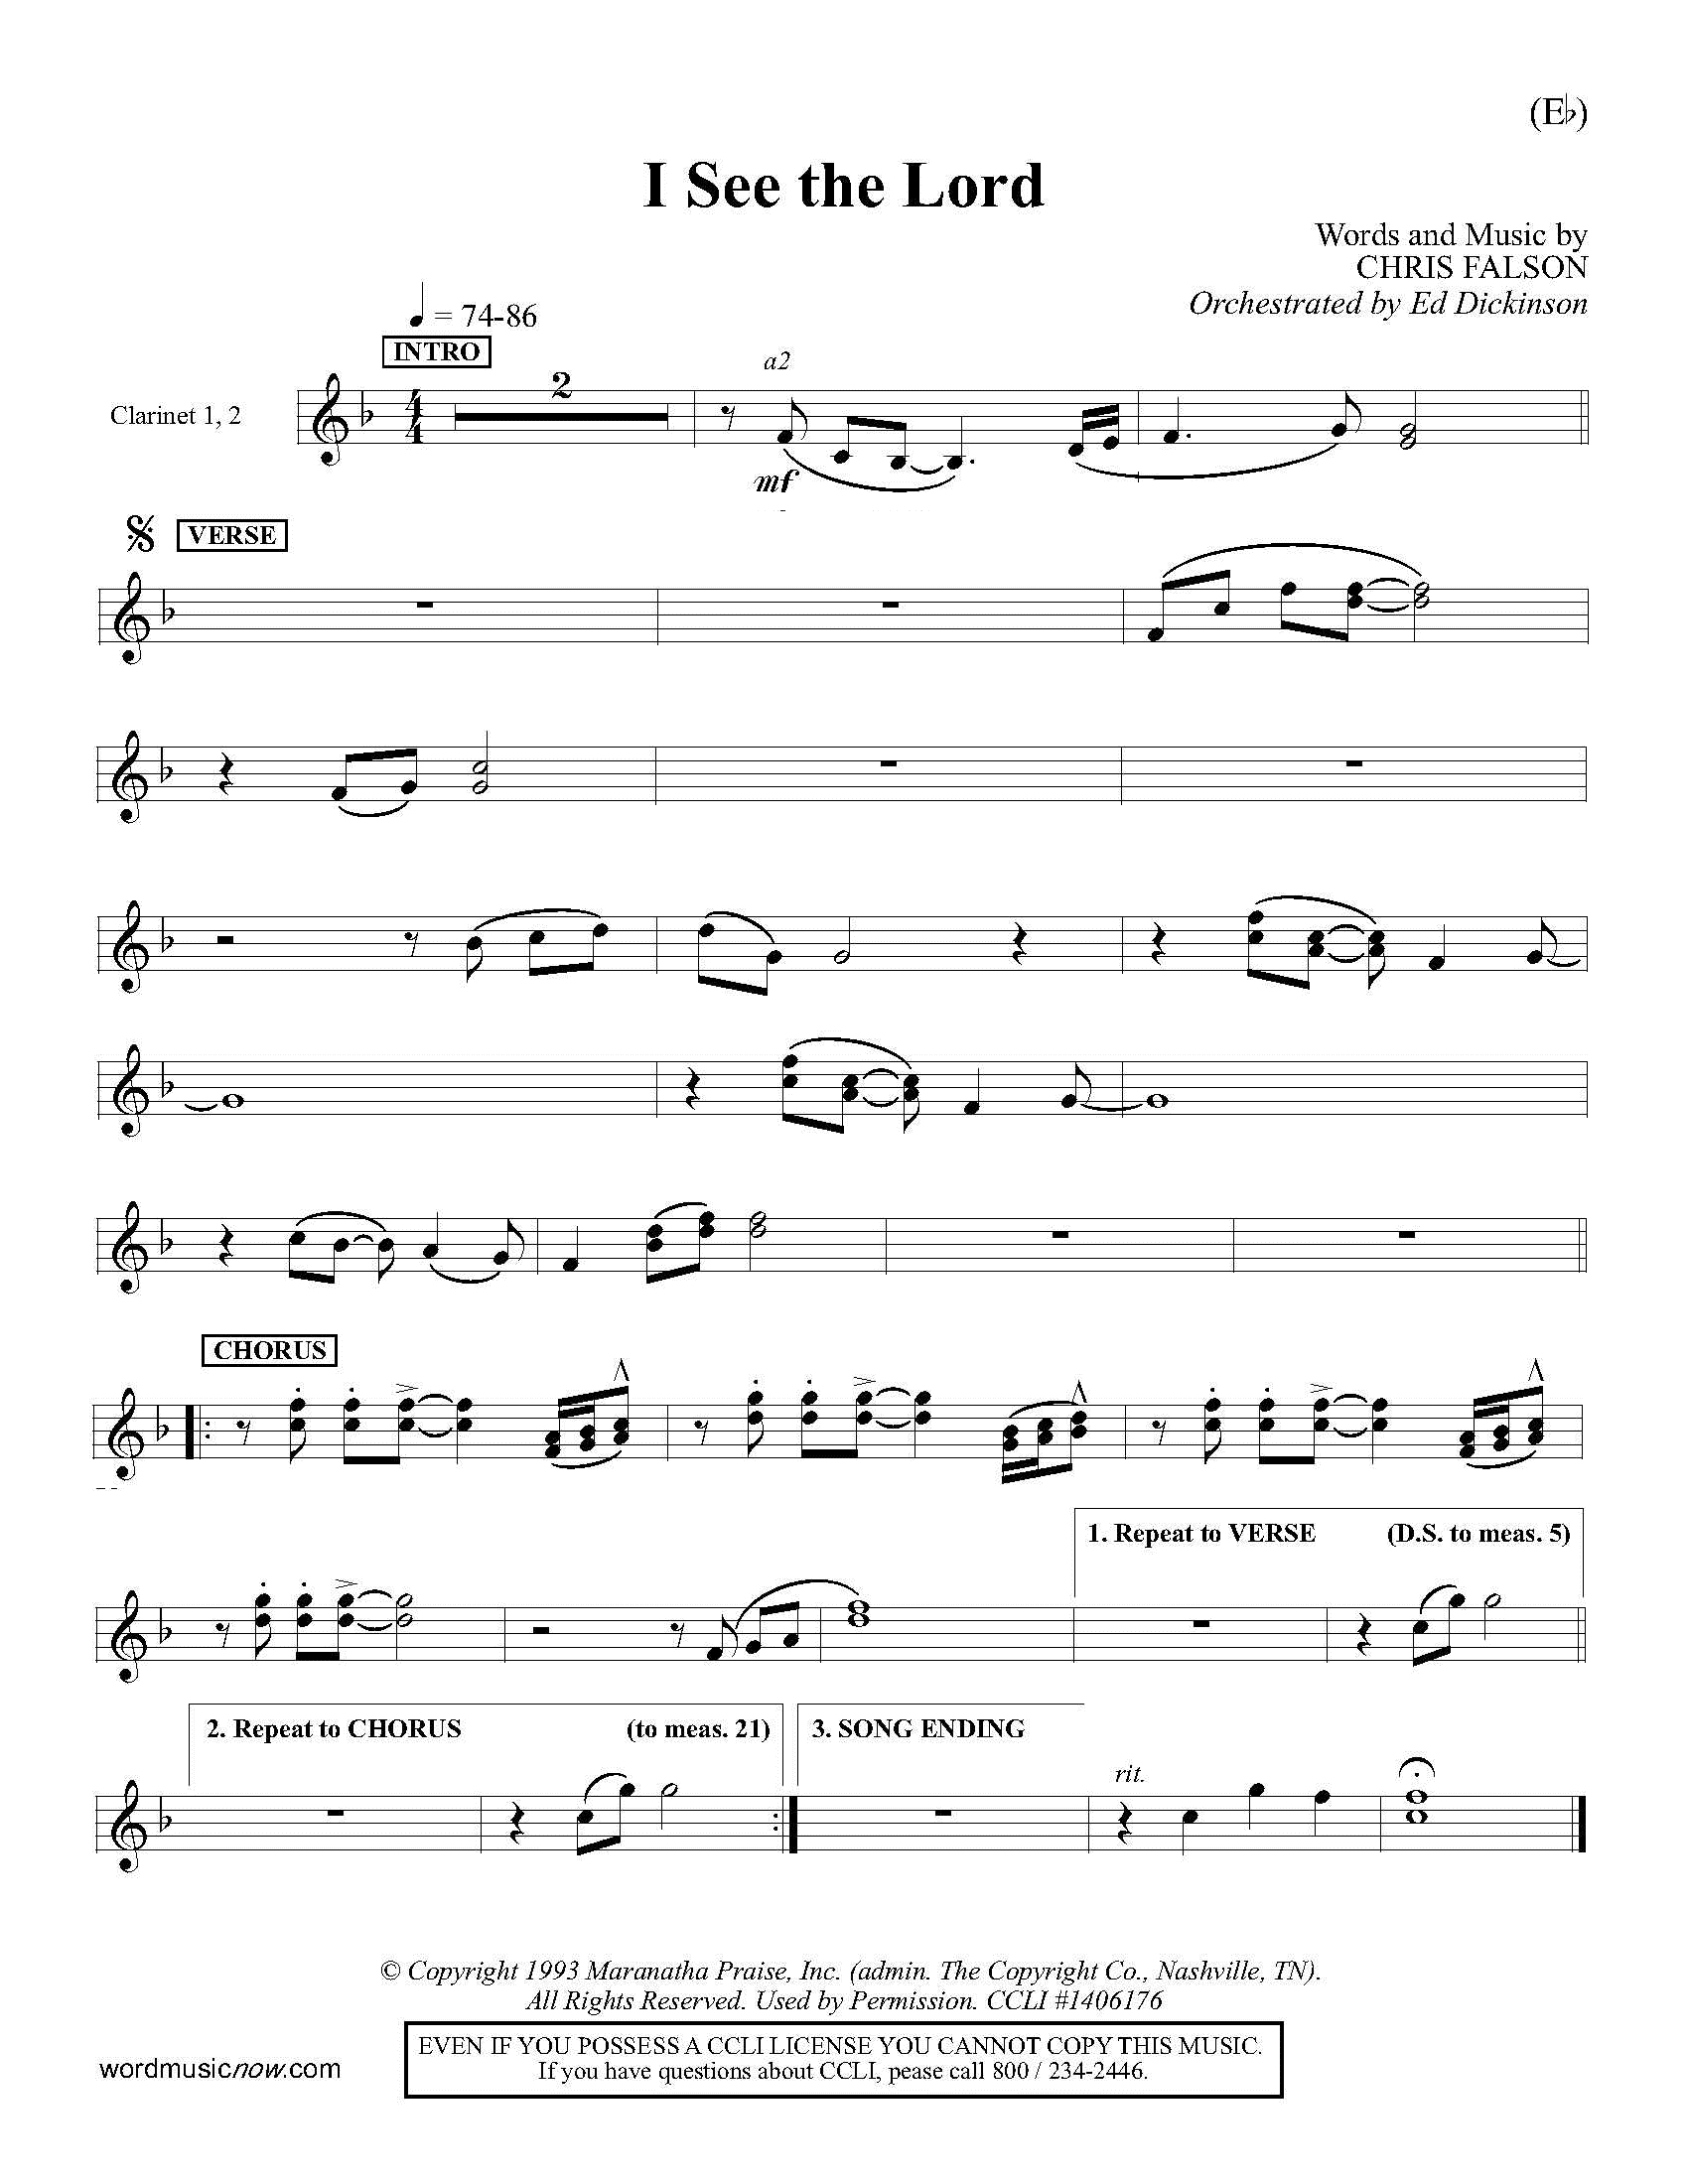 (E♭)
I See the Lord
Words and Music by
CHRIS FALSON
Orchestrated by Ed Dickinson
♩ = 74-86
INTRO
a2
2
Clarinet 1, 2
mf
VERSE
CHORUS
1. Repeat to VERSE (D.S. to meas. 5)
2. Repeat to CHORUS (to meas. 21) 3. SONG ENDING
rit.
© Copyright 1993 Maranatha Praise, Inc. (admin. The Copyright Co., Nashville, TN).
All Rights Reserved. Used by Permission. CCLI #1406176
EVEN IF YOU POSSESS A CCLI LICENSE YOU CANNOT COPY THIS MUSIC.
If you have questions about CCLI, pease call 800 / 234-2446.
wordmusicnow.com